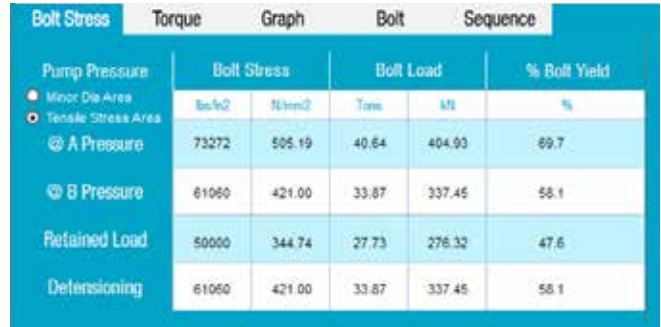 Bolt Stress Torque Graph Bolt Sequence
Pump Pressure Bolt Stress Bolt Load % Bolt Yield
Minor Dia Area
Tensile Stress Area
lbs/in2 N/mm2 Tons kN %
@ A Pressure 73272 505.19 40.64 404.93 69.7
@ B Pressure 61060 421.00 33.87 337.45 58.1
Retained Load 50000 344.74 27.73 276.32 47.6
Detensioning 61060 421.00 33.87 337.45 58.1